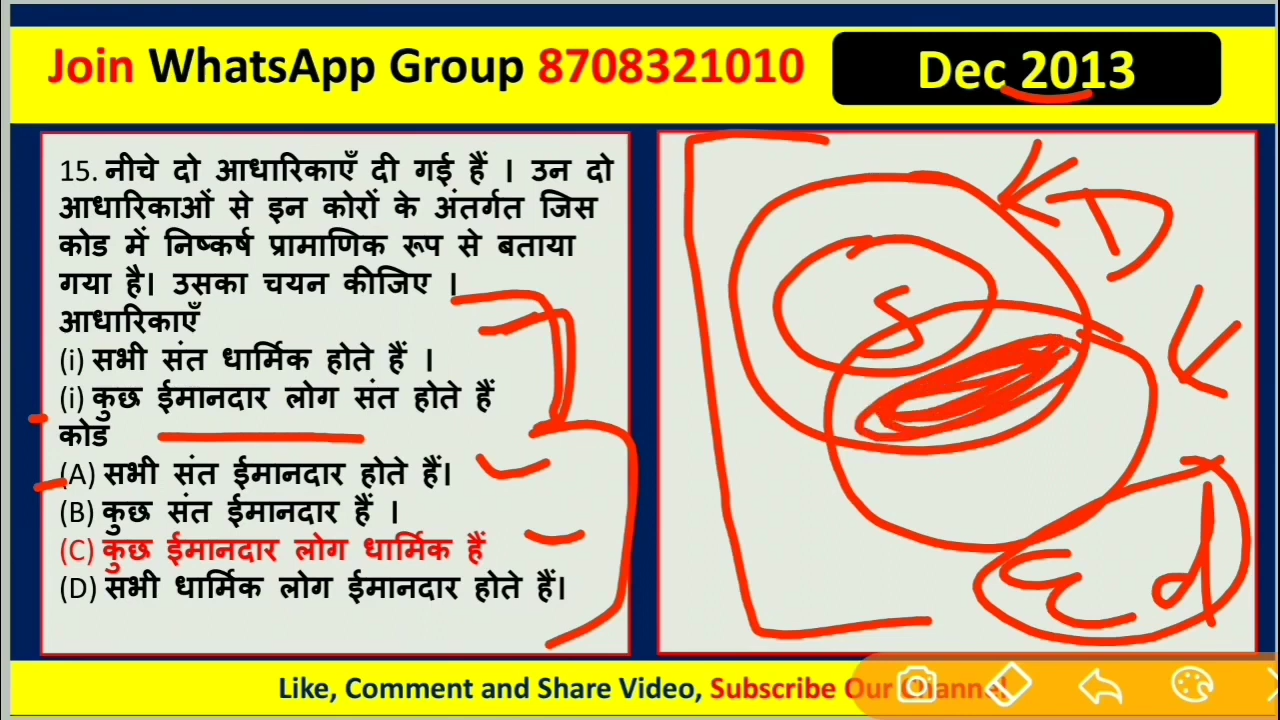 Join WhatsApp Group 8708321010
Dec 2013
15. नीचे दो आधारिकाएँ दी गई हैं । उन दो
आधारिकाओं से इन कोरों के अंतर्गत जिस
कोड में निष्कर्ष प्रामाणिक रूप से बताया
गया है। उसका चयन कीजिए ।
आधारिकाएँ
(i) सभी संत धार्मिक होते हैं ।
(i) कुछ ईमानदार लोग संत होते हैं
कोड
(A) सभी संत ईमानदार होते हैं।
(B) कुछ संत ईमानदार हैं ।
(C) कुछ ईमानदार लोग धार्मिक हैं
(D) सभी धार्मिक लोग ईमानदार होते हैं।
S
Like, Comment and Share Video, Subscribe Our Channel